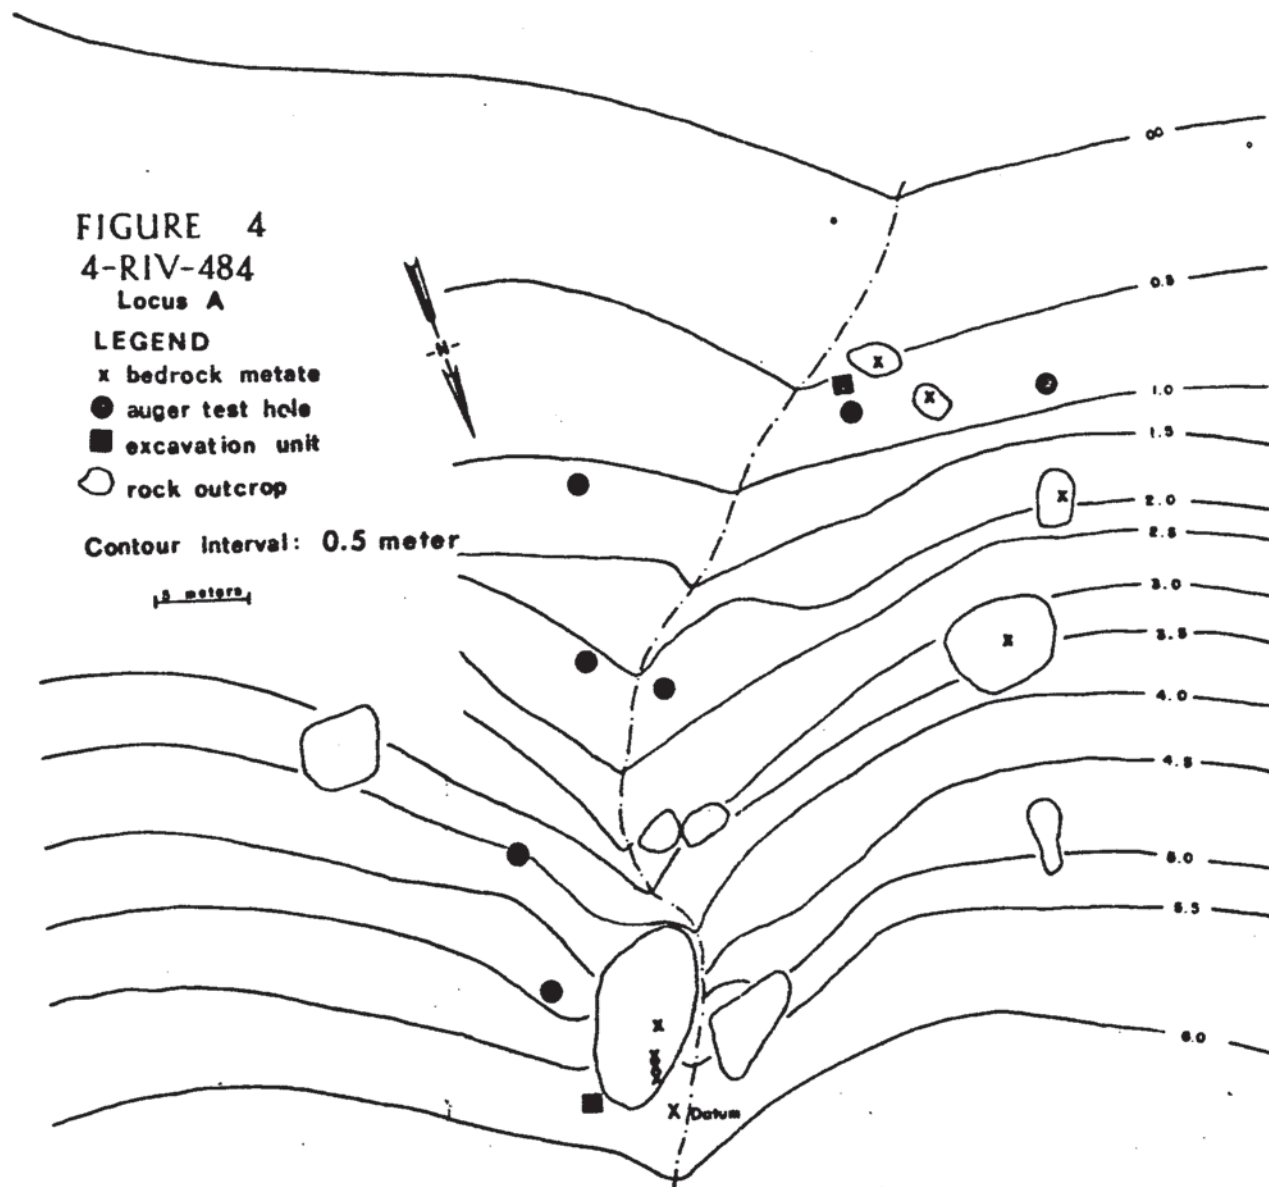 00
FIGURE 4
4-RIV-484
Locus A
0.5
LEGEND
N
x bedrock metate
auger test hole
1.0
excavation unit
1.5
rock outcrop
2.0
2.5
Contour Interval: 0.5 meter
3.0
5 meters
3.5
4.0
4.5
5.0
5.5
6.0
X Datum